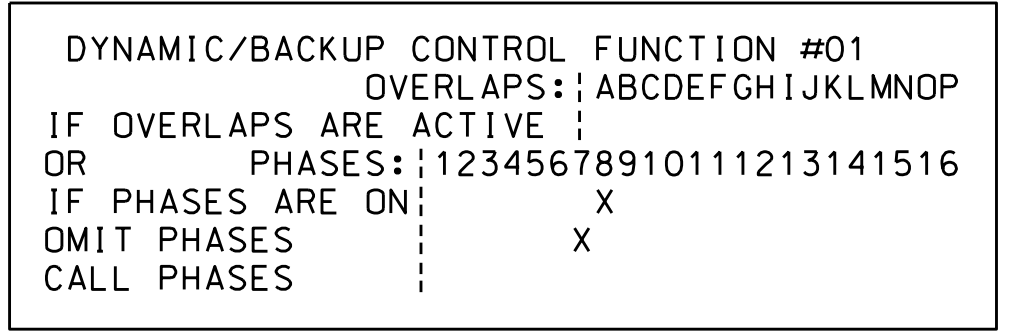 DYNAMIC/BACKUP CONTROL FUNCTION #01
OVERLAPS:¦ABCDEFGHIJKLMNOP
IF OVERLAPS ARE ACTIVE ¦
OR PHASES:¦12345678910111213141516
IF PHASES ARE ON¦ X
OMIT PHASES ¦ X
CALL PHASES ¦